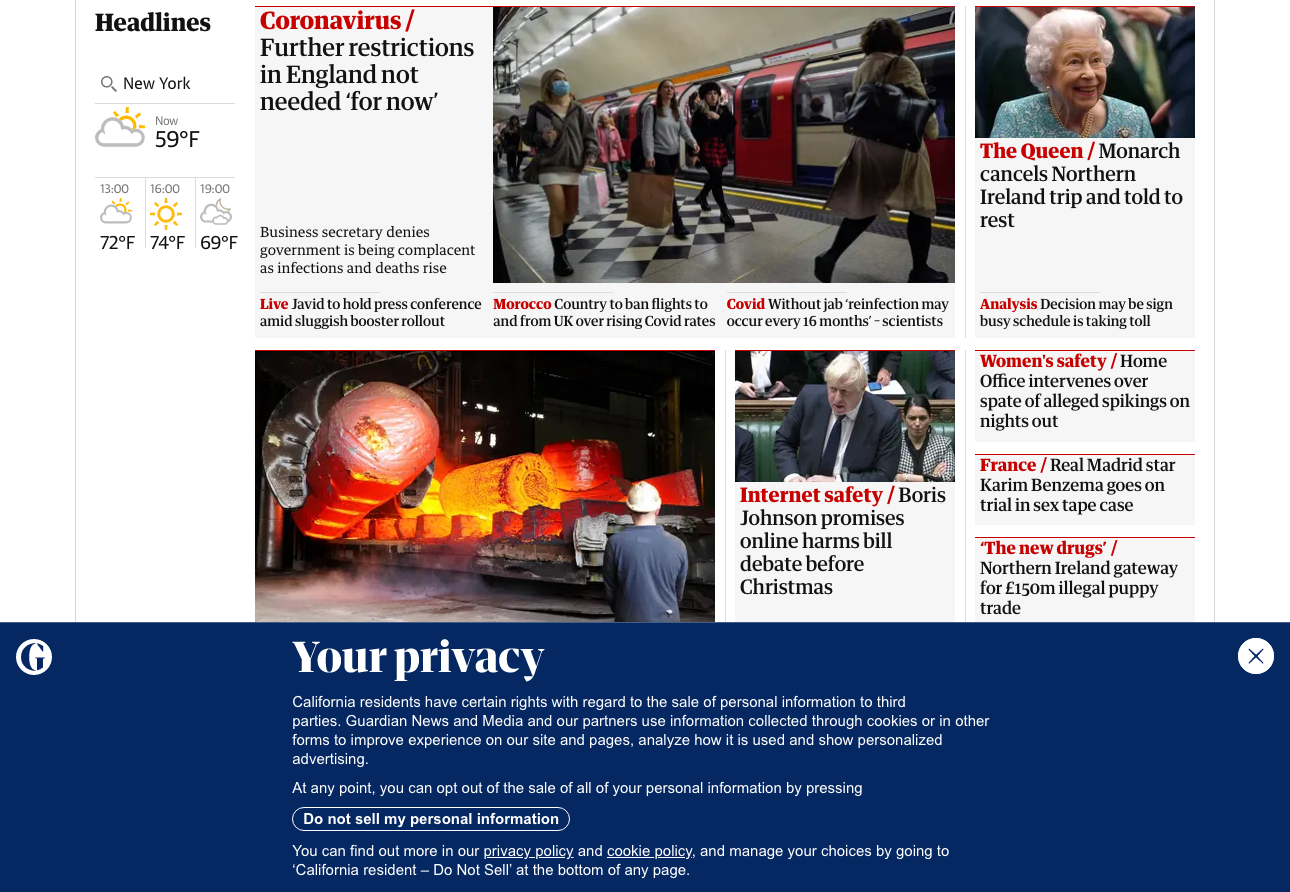 Headlines
New York
Now
59°F
13:00
16:00
19:00
72°F
74°F
69°F
Coronavirus /
Further restrictions
in England not
needed ‘for now’
Business secretary denies
government is being complacent
as infections and deaths rise
Live Javid to hold press conference
amid sluggish booster rollout
Morocco Country to ban flights to
and from UK over rising Covid rates
Covid Without jab ‘reinfection may
occur every 16 months’ – scientists
The Queen / Monarch
cancels Northern
Ireland trip and told to
rest
Analysis Decision may be sign
busy schedule is taking toll
Internet safety / Boris
Johnson promises
online harms bill
debate before
Christmas
Women's safety / Home
Office intervenes over
spate of alleged spikings on
nights out
France / Real Madrid star
Karim Benzema goes on
trial in sex tape case
‘The new drugs’ /
Northern Ireland gateway
for £150m illegal puppy
trade
G
Your privacy
California residents have certain rights with regard to the sale of personal information to third
parties. Guardian News and Media and our partners use information collected through cookies or in other
forms to improve experience on our site and pages, analyze how it is used and show personalized
advertising.
At any point, you can opt out of the sale of all of your personal information by pressing
Do not sell my personal information
You can find out more in our privacy policy and cookie policy, and manage your choices by going to
‘California resident – Do Not Sell’ at the bottom of any page.